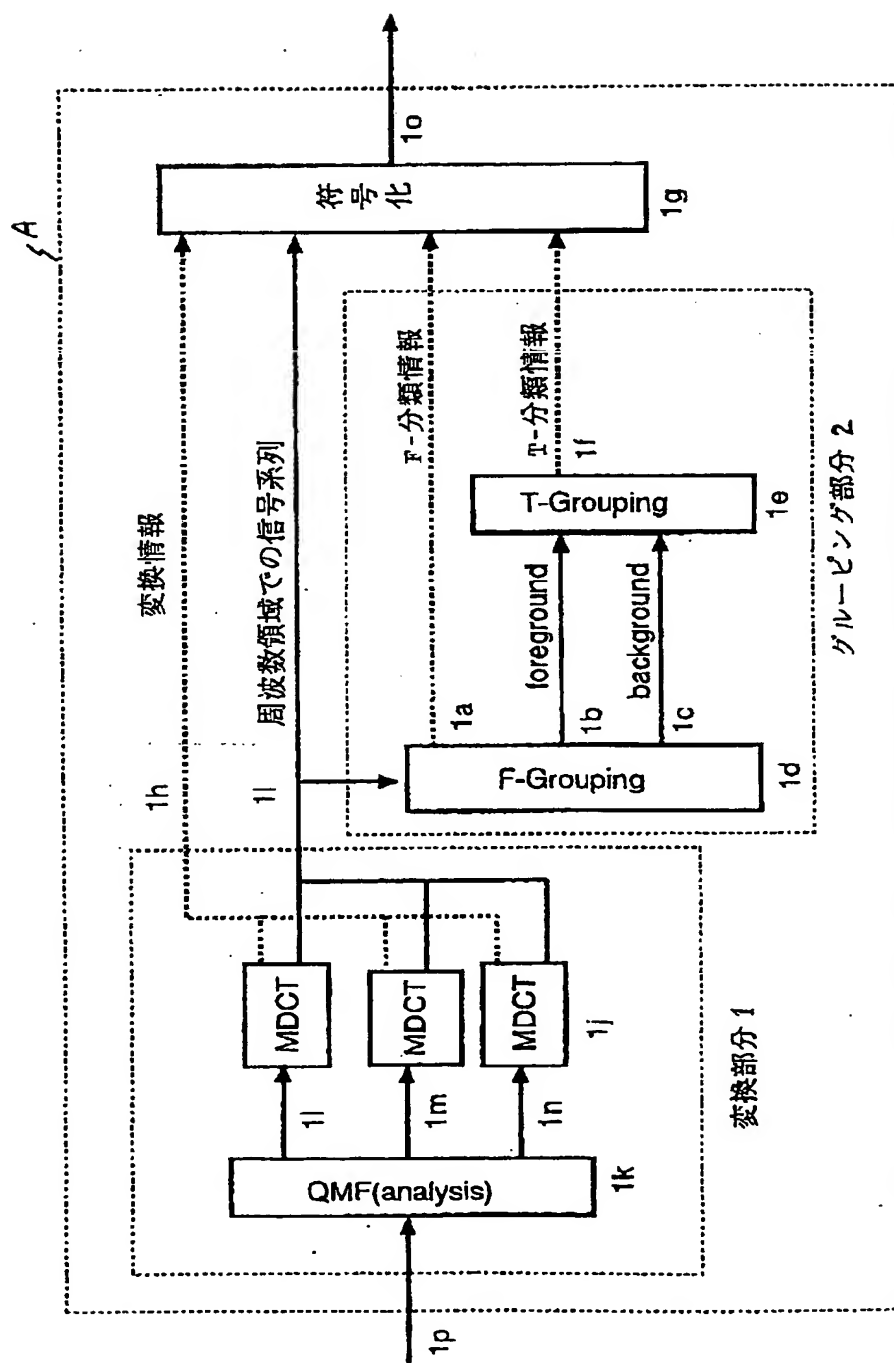 A
1p
QMF(analysis)
1k
1l
1m
1n
MDCT
MDCT
MDCT
1j
変換部分1
1h
変換情報
1l
周波数領域での信号系列
F-Grouping
1d
1a
F-分類情報
1b
foreground
1c
background
T-Grouping
1e
1f
T-分類情報
グルーピング部分2
符号化
1g
1o